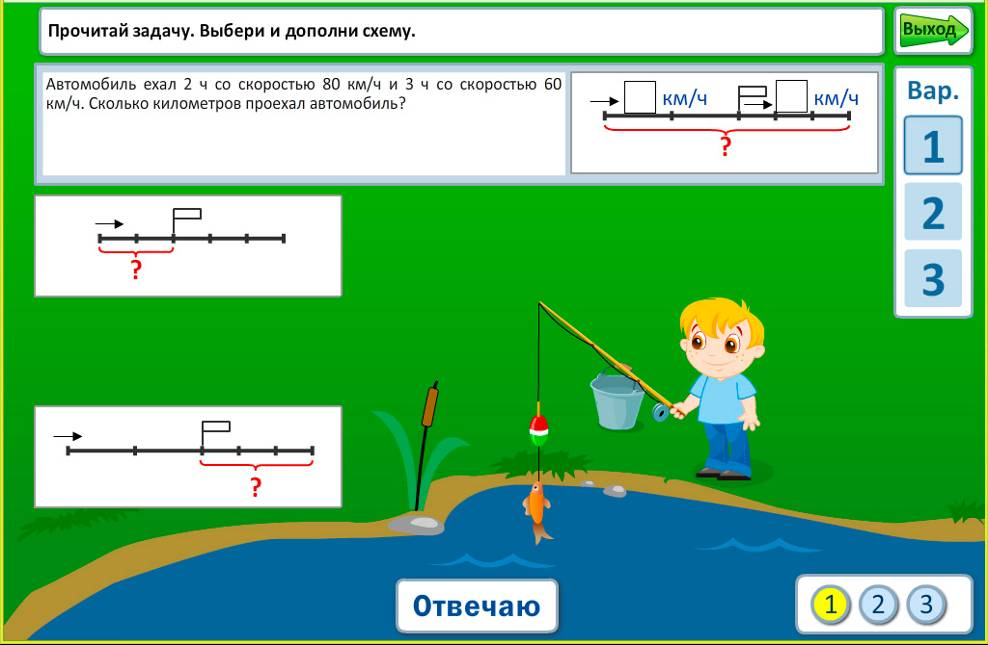 Прочитай задачу. Выбери и дополни схему.
Выход
Автомобиль ехал 2 ч со скоростью 80 км/ч и 3 ч со скоростью 60
км/ч. Сколько километров проехал автомобиль?
км/ч км/ч
?
Вар.
1
2
3
?
?
Отвечаю
1 2 3